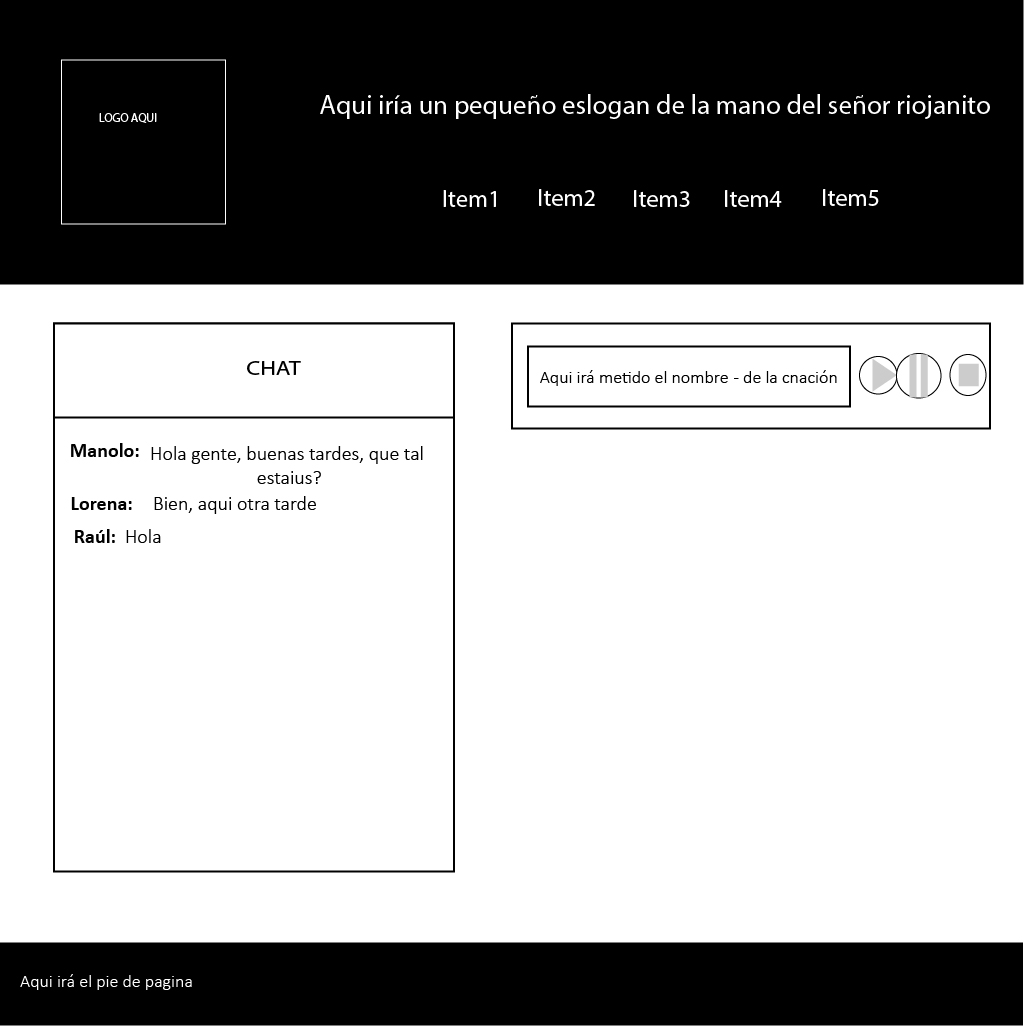 LOGO AQUI
Aqui iría un pequeño eslogan de la mano del señor riojanito
Item1 Item2 Item3 Item4 Item5
CHAT
Manolo: Hola gente, buenas tardes, que tal
estaius?
Lorena: Bien, aqui otra tarde
Raúl: Hola
Aqui irá metido el nombre - de la cnación
Aqui irá el pie de pagina